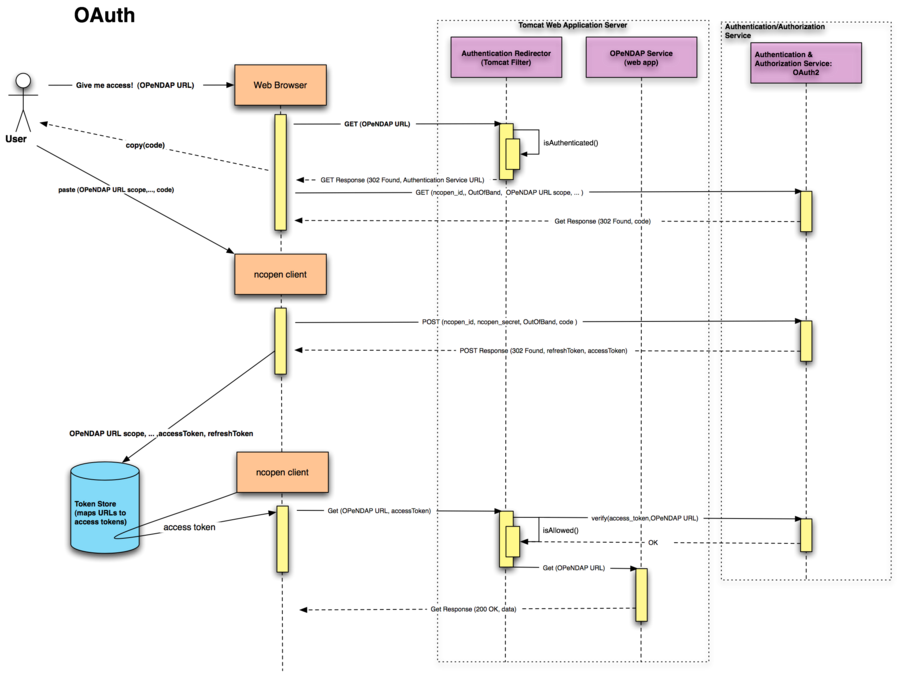 OAuth
Tomcat Web Application Server
Authentication/Authorization
Service
Authentication Redirector
(Tomcat Filter)
OPeNDAP Service
(web app)
Authentication &
Authorization Service:
OAuth2
Give me access! (OPeNDAP URL)
Web Browser
User
GET (OPeNDAP URL)
isAuthenticated()
copy(code)
GET Response (302 Found, Authentication Service URL)
paste (OPeNDAP URL scope,..., code)
GET (ncopen_id,, OutOfBand, OPeNDAP URL scope, ... )
Get Response (302 Found, code)
ncopen client
POST (ncopen_id, ncopen_secret, OutOfBand, code )
POST Response (302 Found, refreshToken, accessToken)
OPeNDAP URL scope, ... ,accessToken, refreshToken
ncopen client
Token Store
(maps URLs to
access tokens)
access token
Get (OPeNDAP URL, accessToken)
verify(access_token,OPeNDAP URL)
isAllowed()
OK
Get (OPeNDAP URL)
Get Response (200 OK, data)